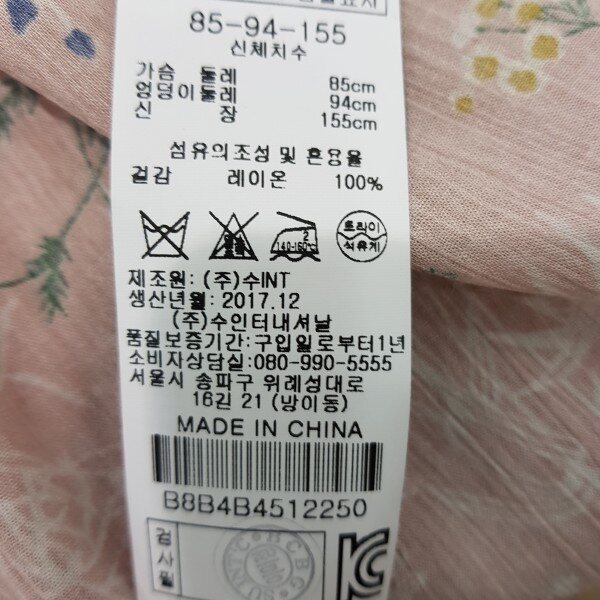 85-94-155
신체치수
가슴 둘레 85cm
엉덩이둘레 94cm
신 장 155cm
섬유의조성 및 혼용율
겉감 레이온 100%
2
140-160℃
드라이
석유계
제조원: (주)수INT
생산년월: 2017.12
(주)수인터내셔날
품질보증기간:구입일로부터1년
소비자상담실:080-990-5555
서울시 송파구 위례성대로
16길 21 (방이동)
MADE IN CHINA
B8B4B4512250
검사필